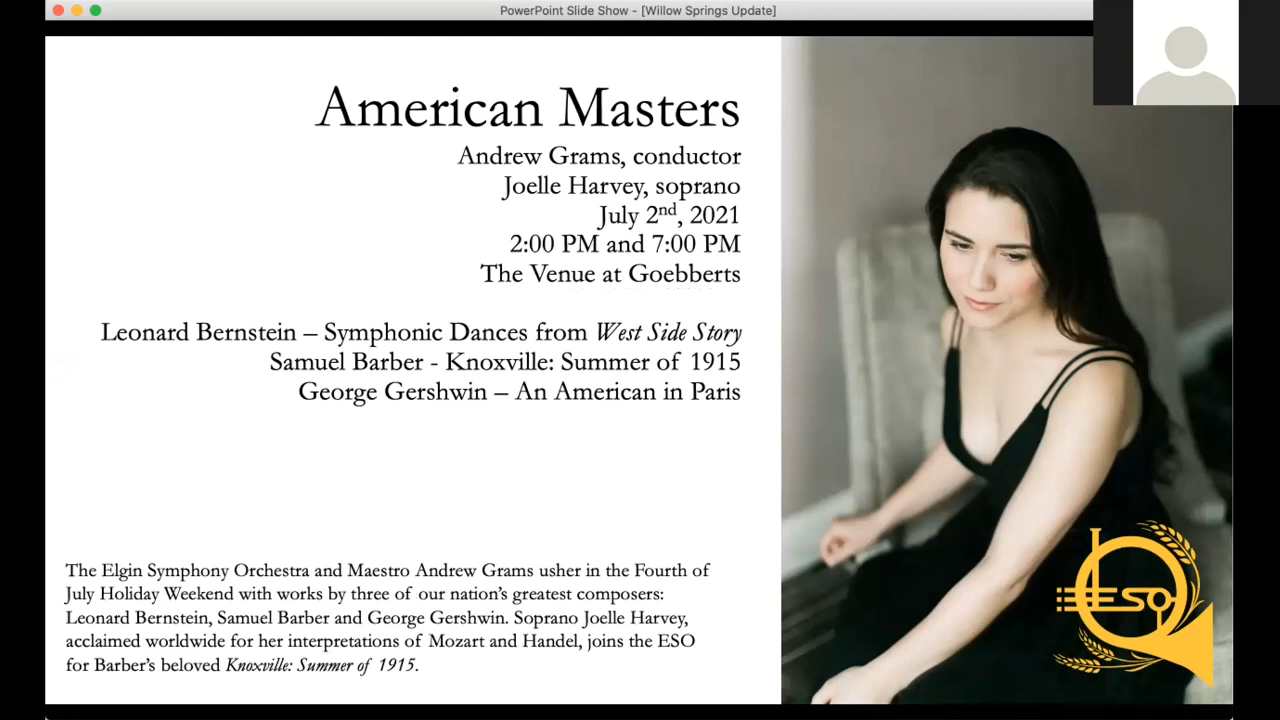 PowerPoint Slide Show - [Willow Springs Update]
American Masters
Andrew Grams, conductor
Joelle Harvey, soprano
July 2nd, 2021
2:00 PM and 7:00 PM
The Venue at Goebberts
Leonard Bernstein – Symphonic Dances from West Side Story
Samuel Barber - Knoxville: Summer of 1915
George Gershwin – An American in Paris
The Elgin Symphony Orchestra and Maestro Andrew Grams usher in the Fourth of
July Holiday Weekend with works by three of our nation's greatest composers:
Leonard Bernstein, Samuel Barber and George Gershwin. Soprano Joelle Harvey,
acclaimed worldwide for her interpretations of Mozart and Handel, joins the ESO
for Barber's beloved Knoxville: Summer of 1915.
ESO